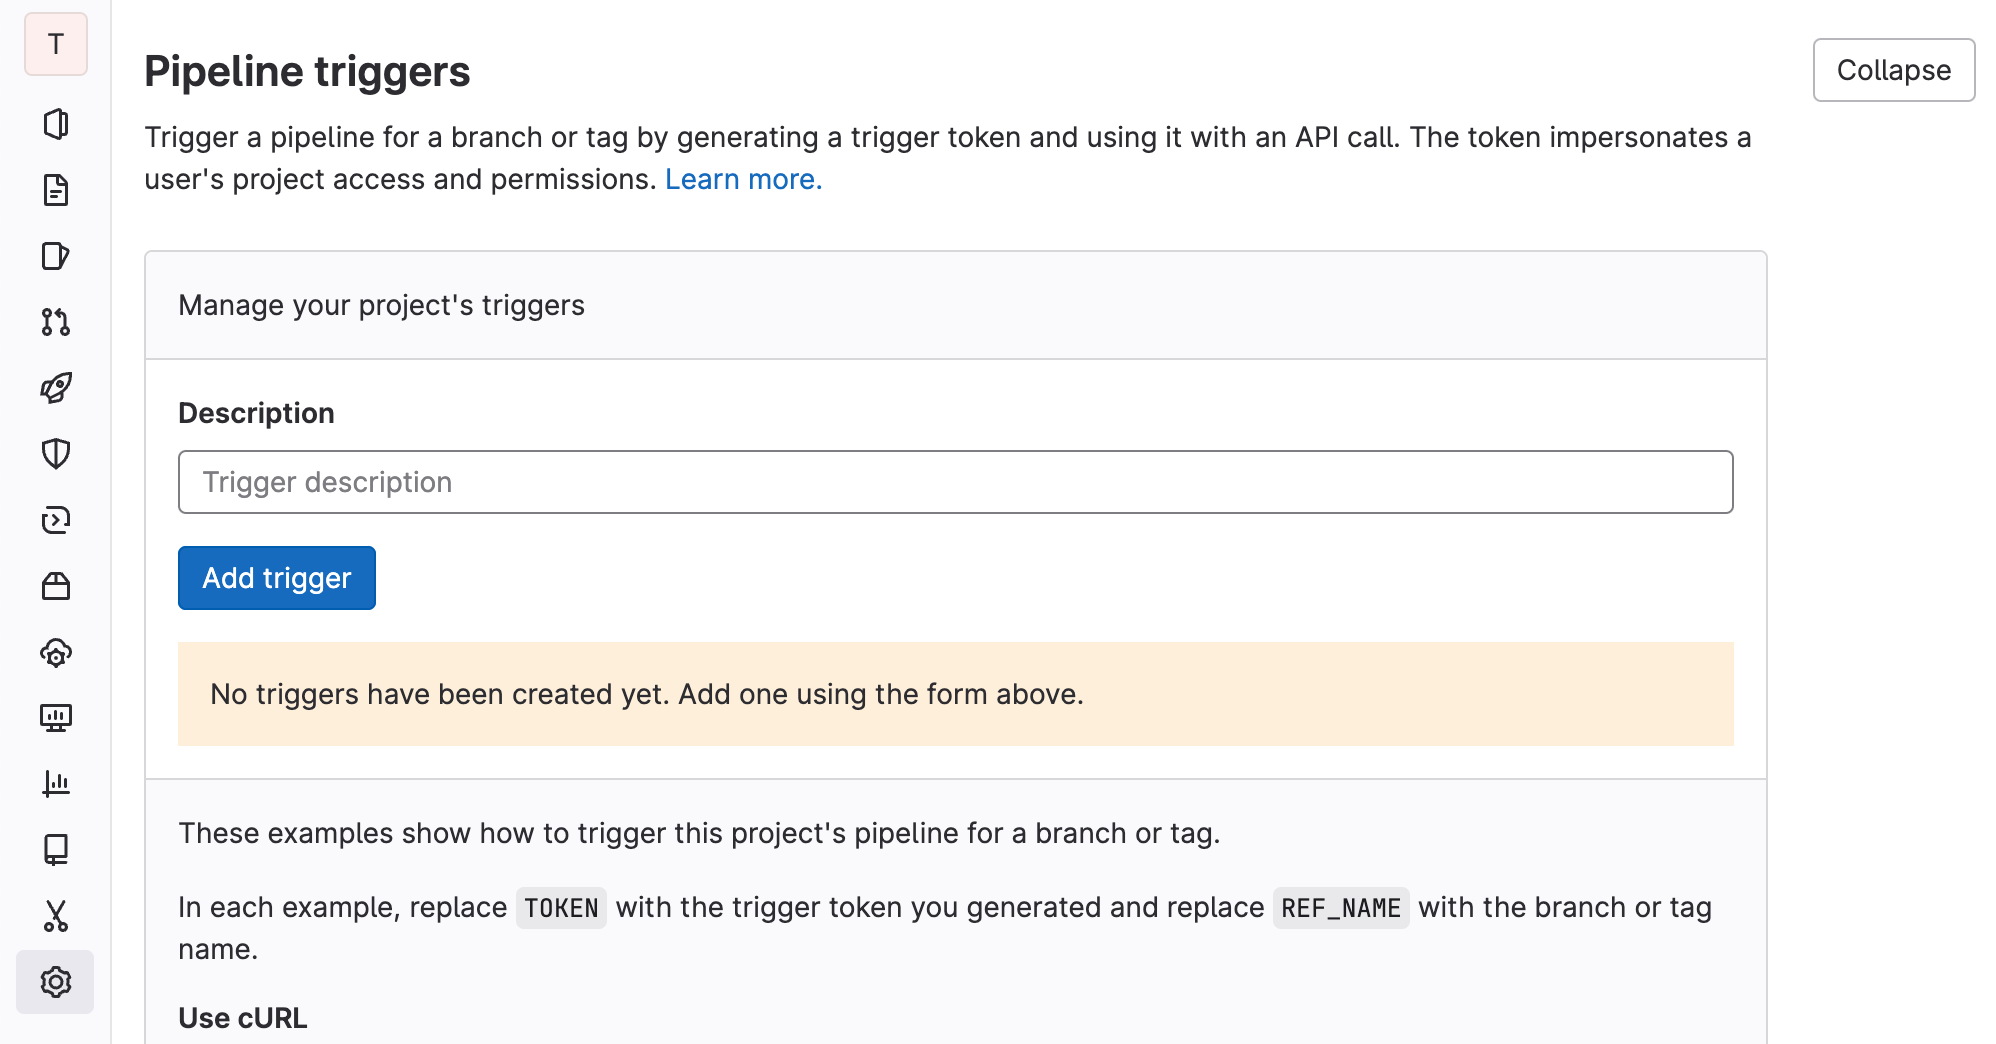 T
Pipeline triggers
Collapse
Trigger a pipeline for a branch or tag by generating a trigger token and using it with an API call. The token impersonates a
user's project access and permissions. Learn more.
Manage your project's triggers
Description
Trigger description
Add trigger
No triggers have been created yet. Add one using the form above.
These examples show how to trigger this project's pipeline for a branch or tag.
In each example, replace TOKEN with the trigger token you generated and replace REF_NAME with the branch or tag
name.
Use cURL